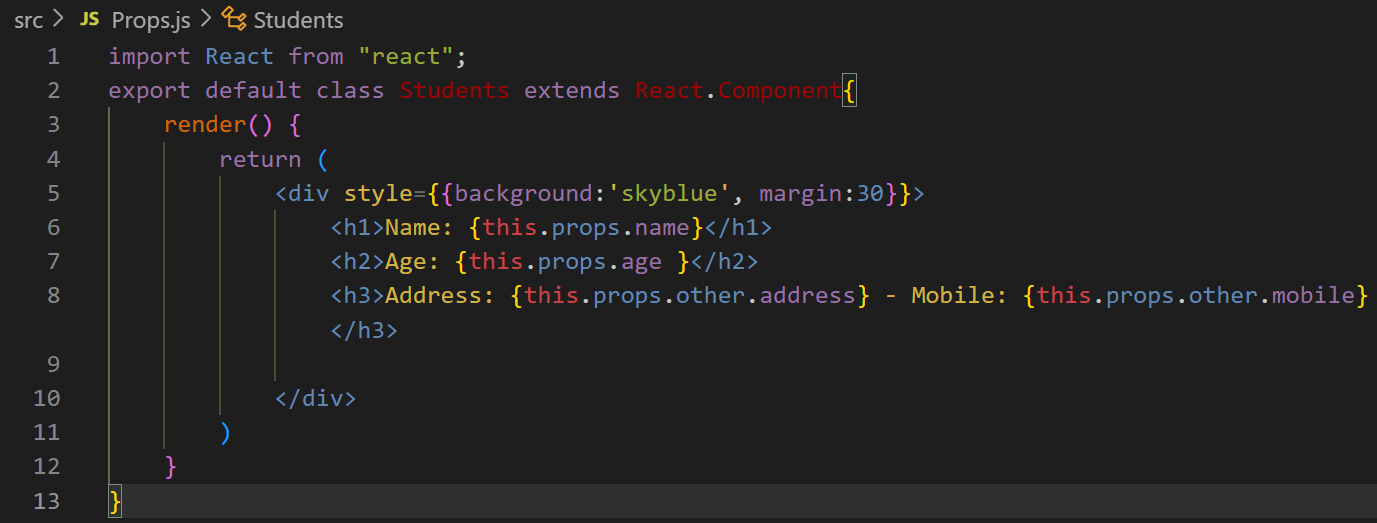 src > JS Props.js > Students
1 import React from "react";
2 export default class Students extends React.Component{
3 render() {
4 return (
5 <div style={{background:'skyblue', margin:30}}>
6 <h1>Name: {this.props.name}</h1>
7 <h2>Age: {this.props.age }</h2>
8 <h3>Address: {this.props.other.address} - Mobile: {this.props.other.mobile}
</h3>
9
10 </div>
11 )
12 }
13 }